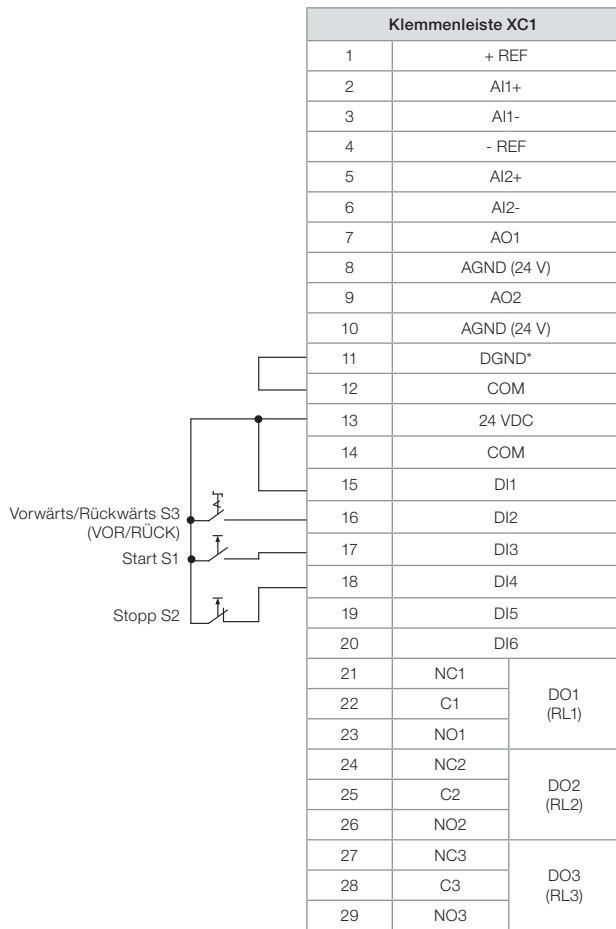 Klemmenleiste XC1
1 + REF
2 AI1+
3 AI1-
4 - REF
5 AI2+
6 AI2-
7 AO1
8 AGND (24 V)
9 AO2
10 AGND (24 V)
11 DGND*
12 COM
13 24 VDC
14 COM
15 DI1
Vorwärts/Rückwärts S3
(VOR/RÜCK)
16 DI2
Start S1
17 DI3
18 DI4
Stopp S2
19 DI5
20 DI6
21 NC1
22 C1
DO1
(RL1)
23 NO1
24 NC2
25 C2
DO2
(RL2)
26 NO2
27 NC3
28 C3
DO3
(RL3)
29 NO3